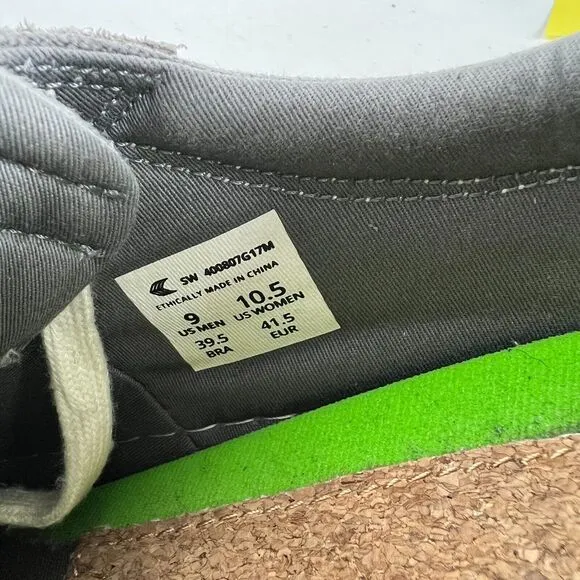 SW 400807G17M
ETHICALLY MADE IN CHINA
9 10.5
US MEN US WOMEN
39.5 41.5
BRA EUR